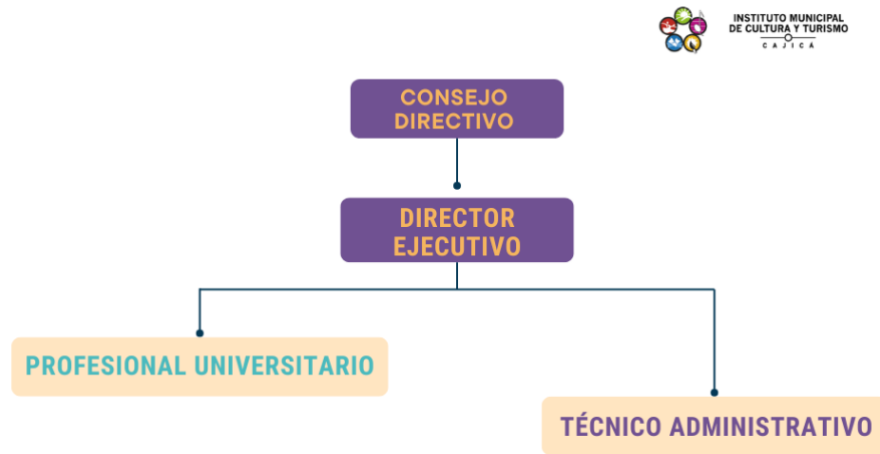 INSTITUTO MUNICIPAL
DE CULTURA Y TURISMO
CAJICÁ
CONSEJO
DIRECTIVO
DIRECTOR
EJECUTIVO
PROFESIONAL UNIVERSITARIO
TÉCNICO ADMINISTRATIVO